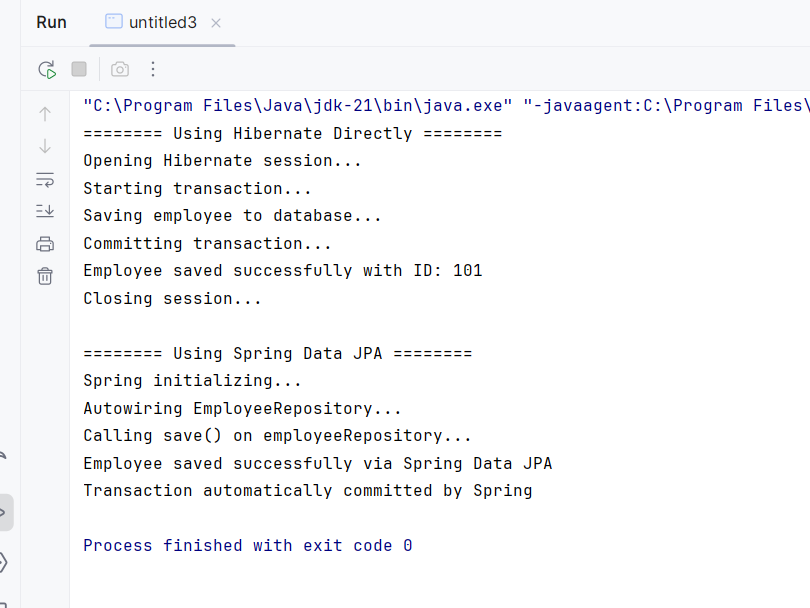 Run
untitled3
"C:\Program Files\Java\jdk-21\bin\java.exe" "-javaagent:C:\Program Files\
======== Using Hibernate Directly ========
Opening Hibernate session...
Starting transaction...
Saving employee to database...
Committing transaction...
Employee saved successfully with ID: 101
Closing session...
======== Using Spring Data JPA ========
Spring initializing...
Autowiring EmployeeRepository...
Calling save() on employeeRepository...
Employee saved successfully via Spring Data JPA
Transaction automatically committed by Spring
Process finished with exit code 0